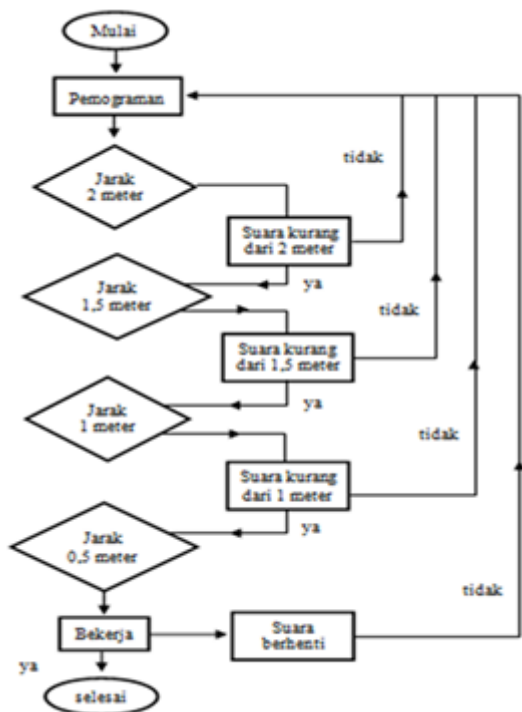 Mulai
Pemograman
tidak
Jarak
2 meter
Suara kurang
dari 2 meter
ya
Jarak
1,5 meter
tidak
Suara kurang
dari 1,5 meter
ya
Jarak
1 meter
tidak
Suara kurang
dari 1 meter
ya
Jarak
0,5 meter
tidak
Bekerja
Suara
berhenti
ya
selesai